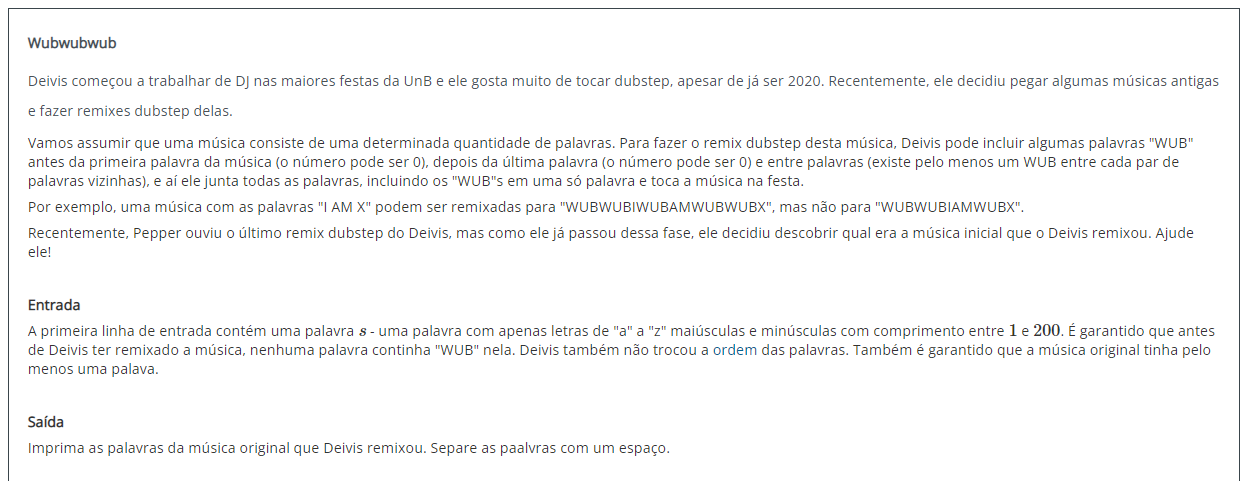 Wubwubwub
Deivis começou a trabalhar de DJ nas maiores festas da UnB e ele gosta muito de tocar dubstep, apesar de já ser 2020. Recentemente, ele decidiu pegar algumas músicas antigas
e fazer remixes dubstep delas.
Vamos assumir que uma música consiste de uma determinada quantidade de palavras. Para fazer o remix dubstep desta música, Deivis pode incluir algumas palavras "WUB"
antes da primeira palavra da música (o número pode ser 0), depois da última palavra (o número pode ser 0) e entre palavras (existe pelo menos um WUB entre cada par de
palavras vizinhas), e aí ele junta todas as palavras, incluindo os "WUB"s em uma só palavra e toca a música na festa.
Por exemplo, uma música com as palavras "I AM X" podem ser remixadas para "WUBWUBIWUBAMWUBWUBX", mas não para "WUBWUBIAMWUBX".
Recentemente, Pepper ouviu o último remix dubstep do Deivis, mas como ele já passou dessa fase, ele decidiu descobrir qual era a música inicial que o Deivis remixou. Ajude
ele!
Entrada
A primeira linha de entrada contém uma palavra s - uma palavra com apenas letras de "a" a "z" maiúsculas e minúsculas com comprimento entre 1 e 200. É garantido que antes
de Deivis ter remixado a música, nenhuma palavra continha "WUB" nela. Deivis também não trocou a ordem das palavras. Também é garantido que a música original tinha pelo
menos uma palava.
Saída
Imprima as palavras da música original que Deivis remixou. Separe as paalvras com um espaço.